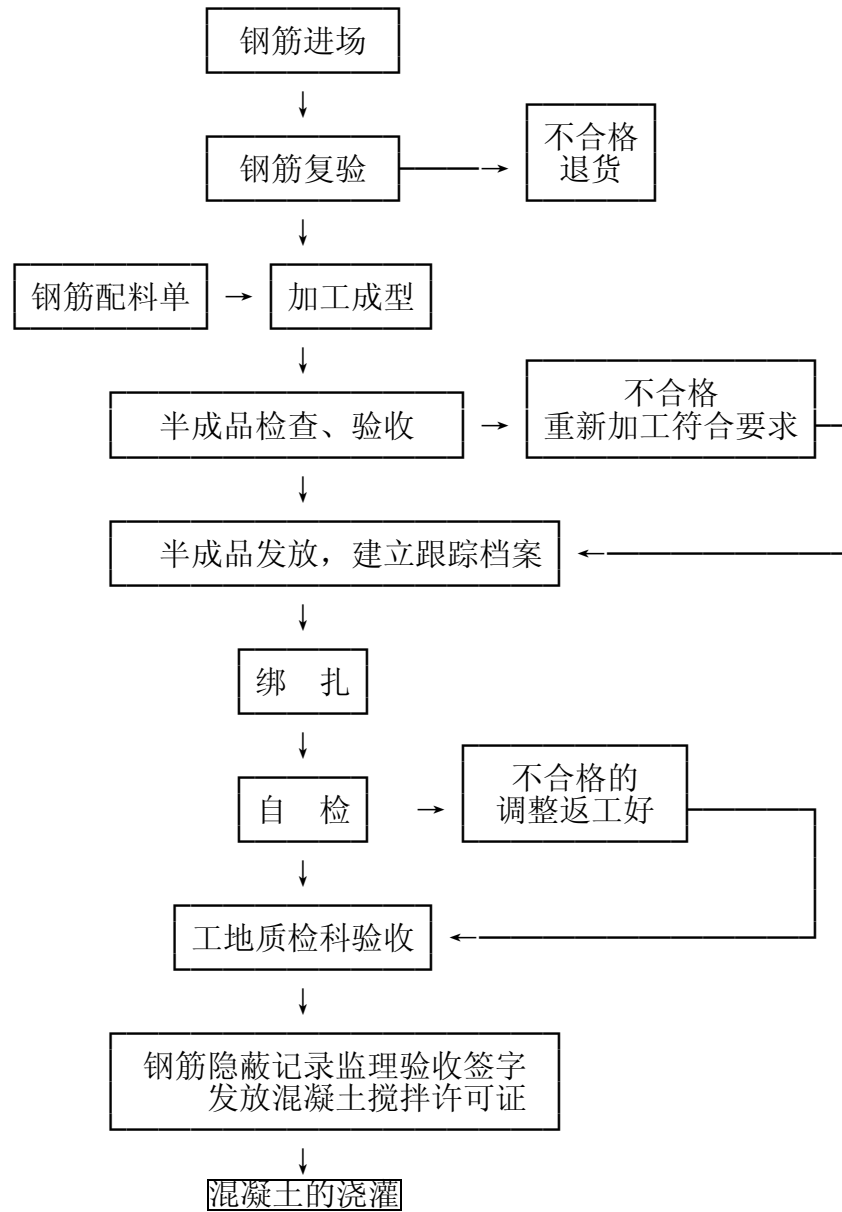 钢筋进场
钢筋复验
不合格
退货
钢筋配料单
加工成型
半成品检查、验收
不合格
重新加工符合要求
半成品发放，建立跟踪档案
绑　扎
自　检
不合格的
调整返工好
工地质检科验收
钢筋隐蔽记录监理验收签字
发放混凝土搅拌许可证
混凝土的浇灌